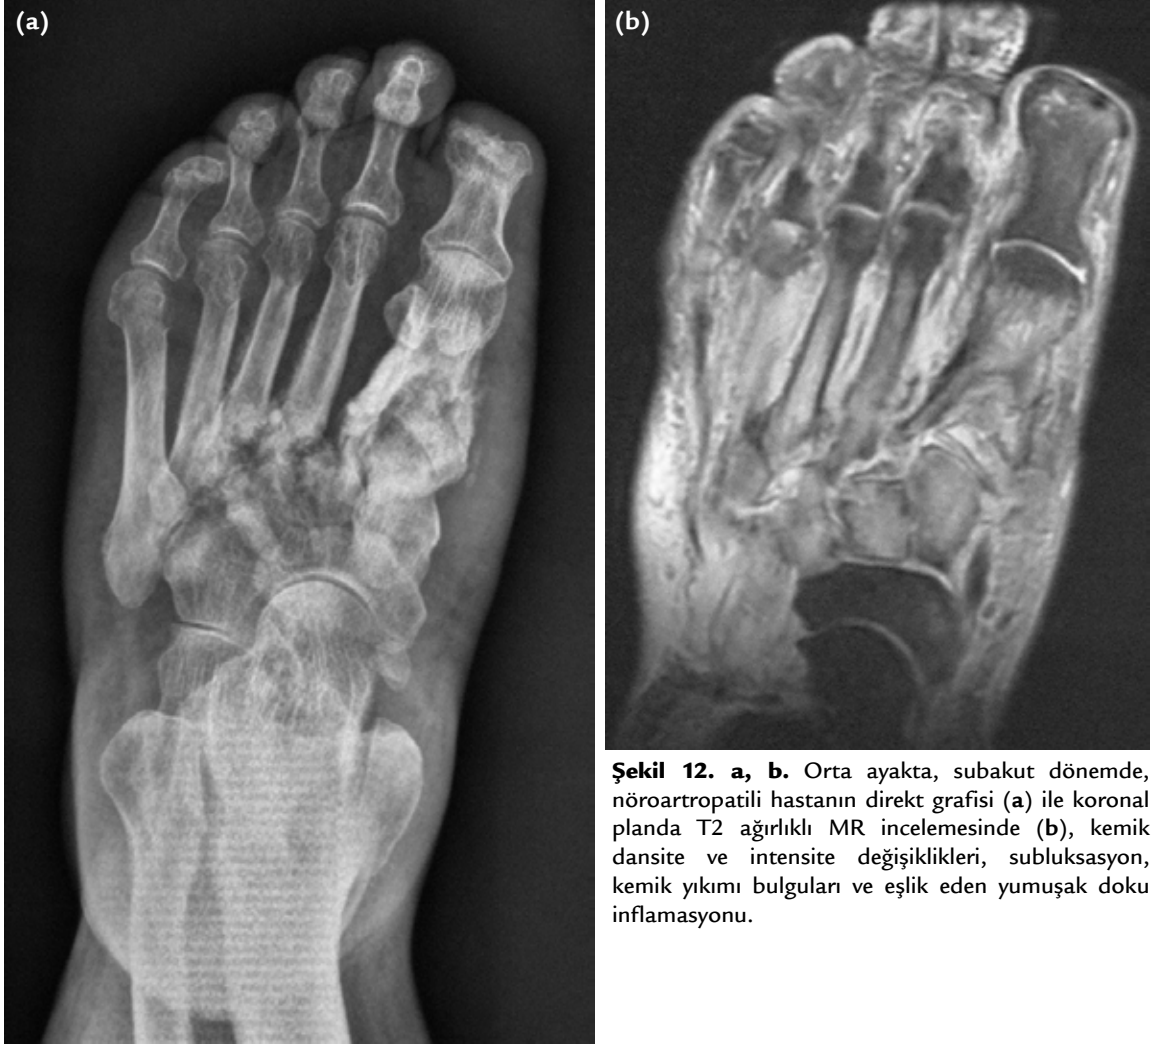 (a)
(b)
Şekil 12. a, b. Orta ayakta, subakut dönemde,
nöroartropatili hastanın direkt grafisi (a) ile koronal
planda T2 ağırlıklı MR incelemesinde (b), kemik
dansite ve intensite değişiklikleri, subluksasyon,
kemik yıkımı bulguları ve eşlik eden yumuşak doku
inflamasyonu.